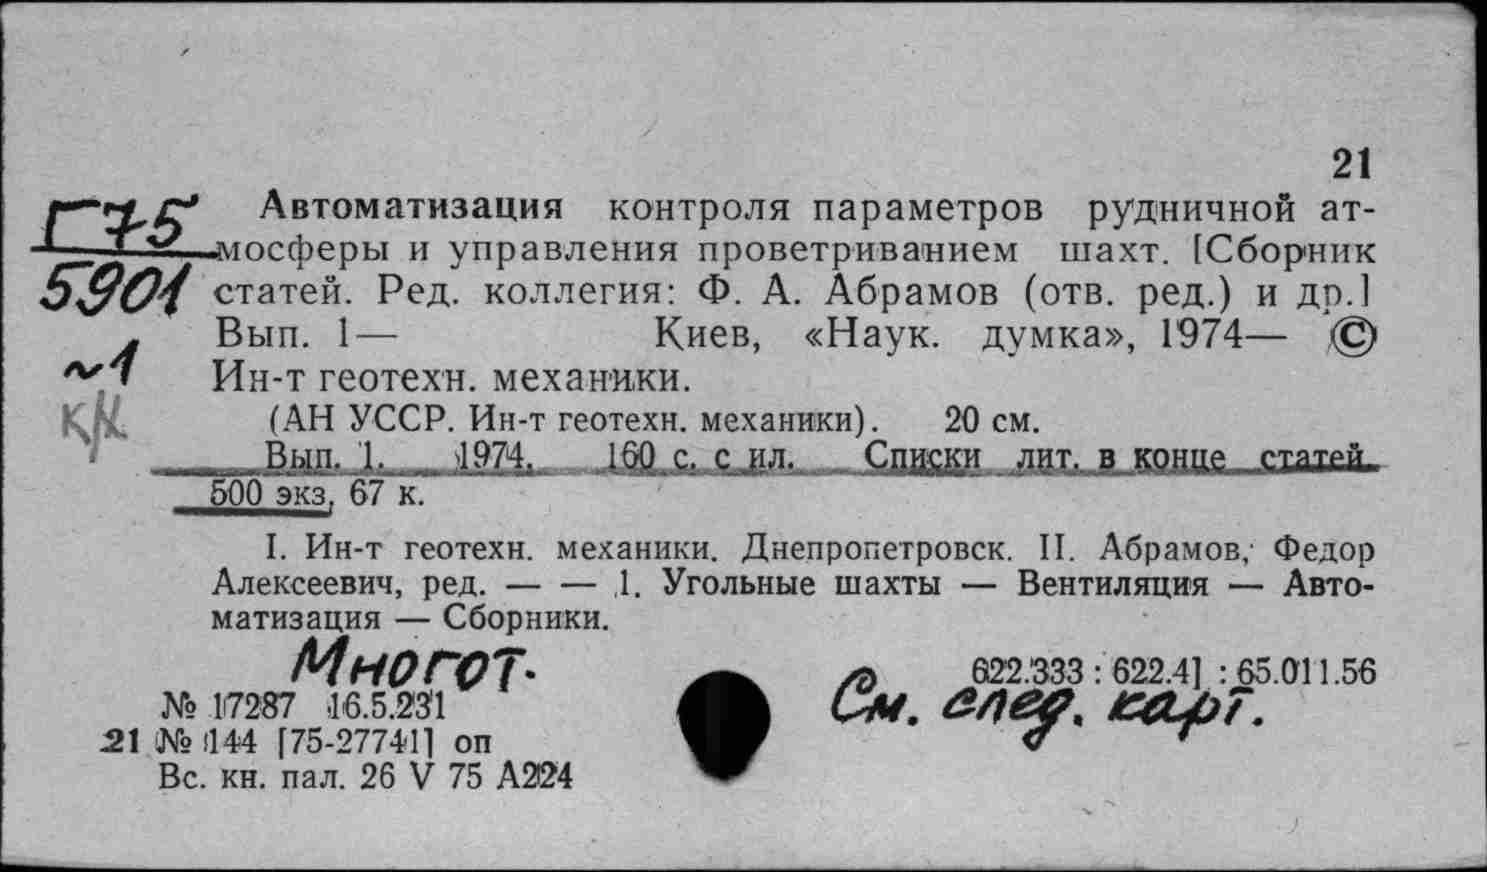 21
Г75 Автоматизация контроля параметров рудничной ат-
мосферы и управления проветриванием шахт. [Сборник
5901 статей. Ред. коллегия: Ф. А. Абрамов (отв. ред.) и др.]
Вып. 1— Киев, «Наук. думка», 1974— ©
~1 Ин-т геотехн. механики.
(АН УССР. Ин-т геотехн. механики). 20 см.
Вып. 1. 1974. 160 с. с ил. Списки лит. в конце статей.
500 экз. 67 к.
I. Ин-т геотехн. механики. Днепропетровск. II. Абрамов, Федор
Алексеевич, ред. — — 1. Угольные шахты — Вентиляция — Авто-
матизация — Сборники.
Многот. 622.333 : 622.4] : 65.011.56
№ 17287 16.5.231 См. след. карт.
21 № 144 [75-27741] оп
Вс. кн. пал. 26 V 75 А224